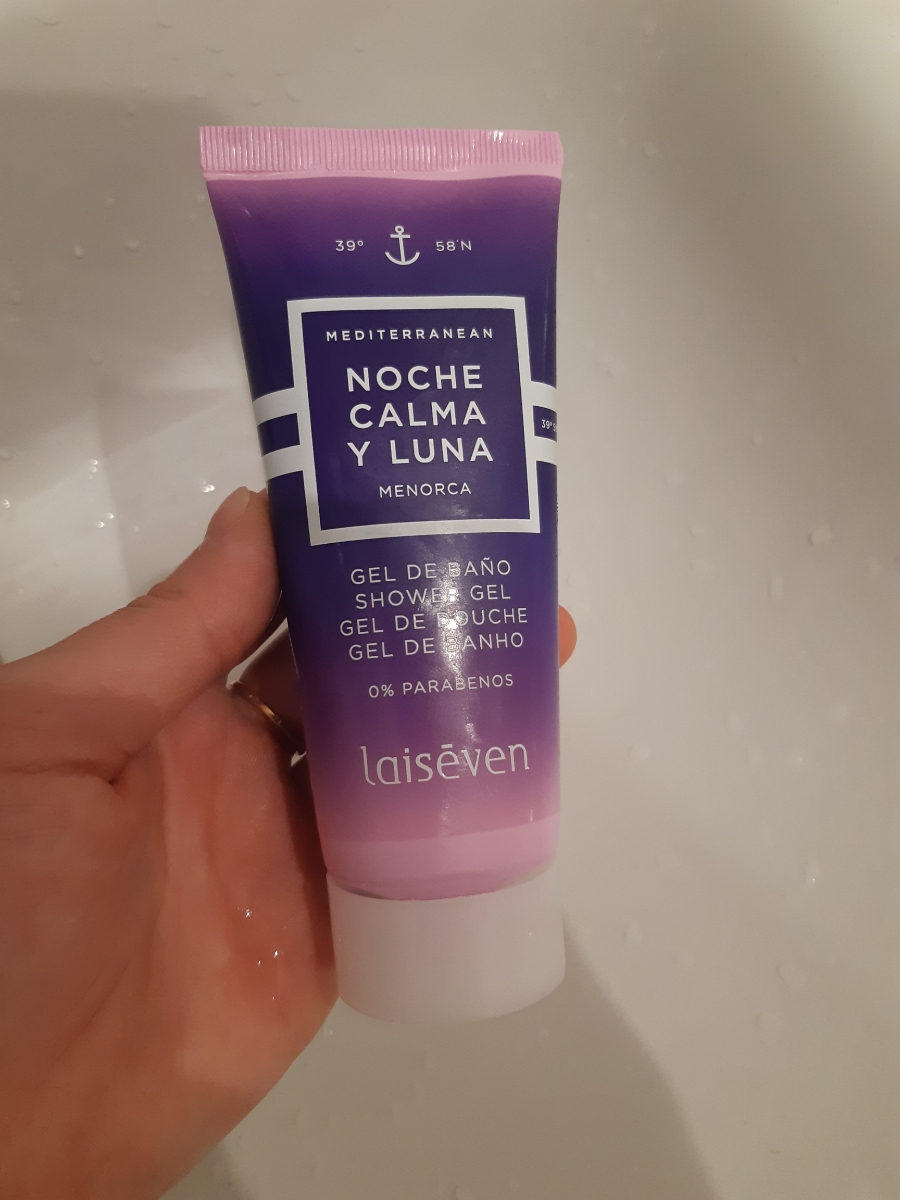 39° 58'N
MEDITERRANEAN
NOCHE
CALMA
Y LUNA
MENORCA
39°
GEL DE BAÑO
SHOWER GEL
GEL DE DOUCHE
GEL DE BANHO
0% PARABENOS
laisēven